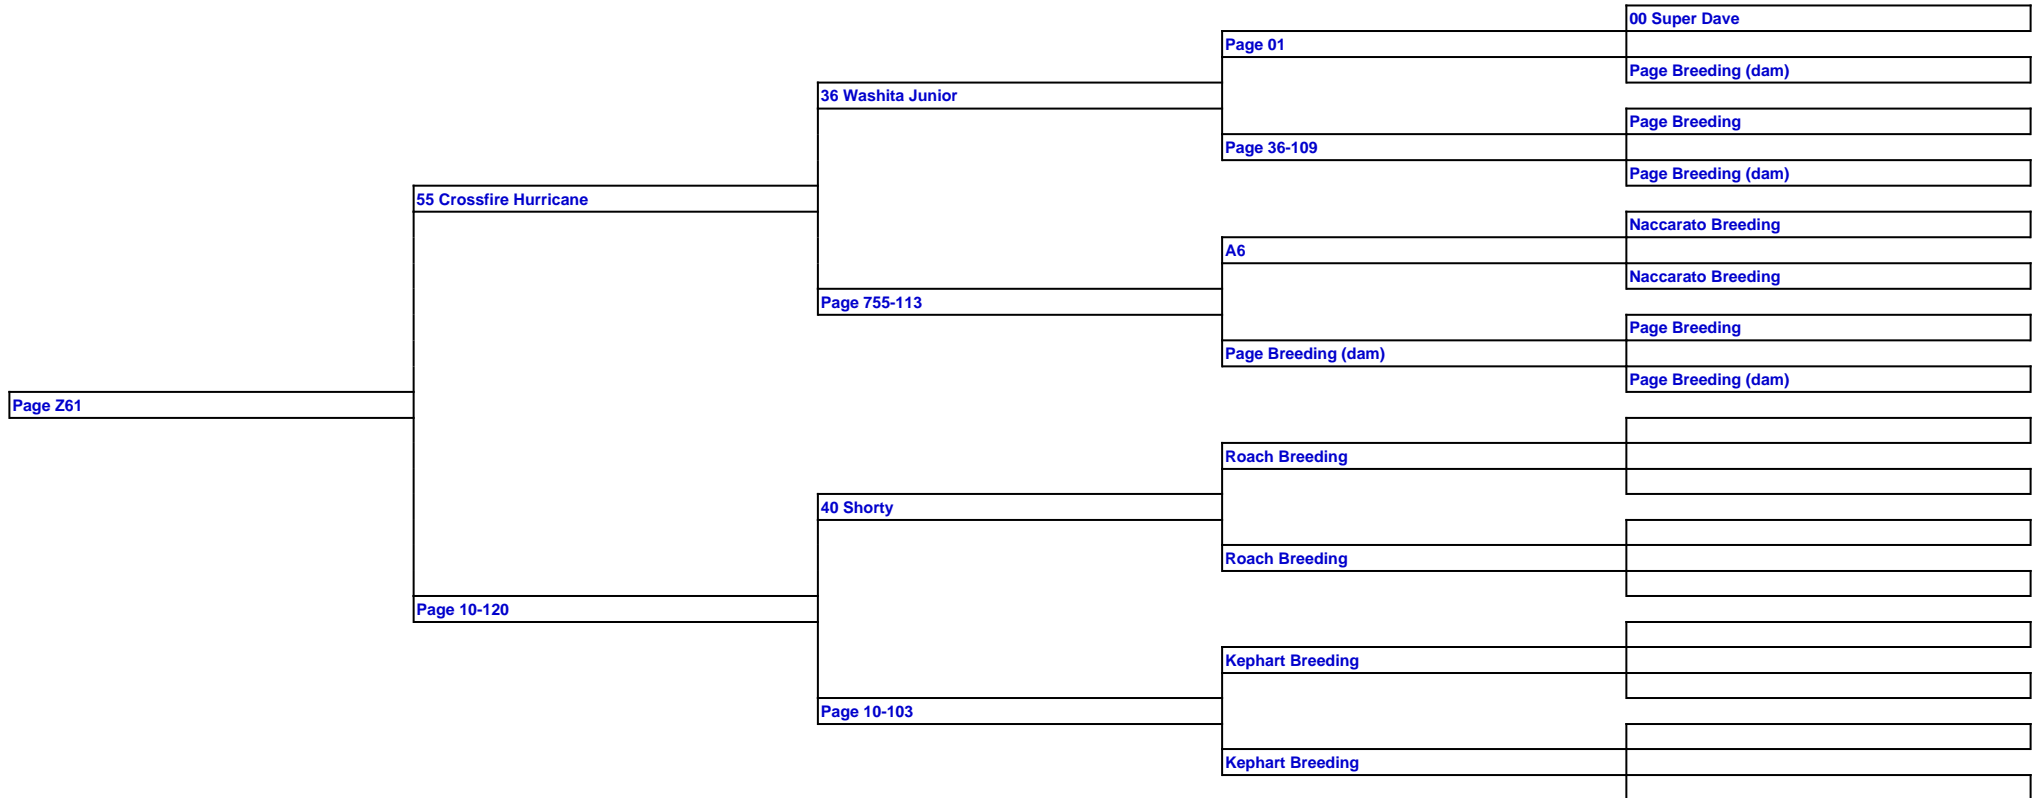 00 Super Dave
Page 01
Page Breeding (dam)
36 Washita Junior
Page Breeding
Page 36-109
Page Breeding (dam)
55 Crossfire Hurricane
Naccarato Breeding
A6
Naccarato Breeding
Page 755-113
Page Breeding
Page Breeding (dam)
Page Breeding (dam)
Page Z61
Roach Breeding
40 Shorty
Roach Breeding
Page 10-120
Kephart Breeding
Page 10-103
Kephart Breeding